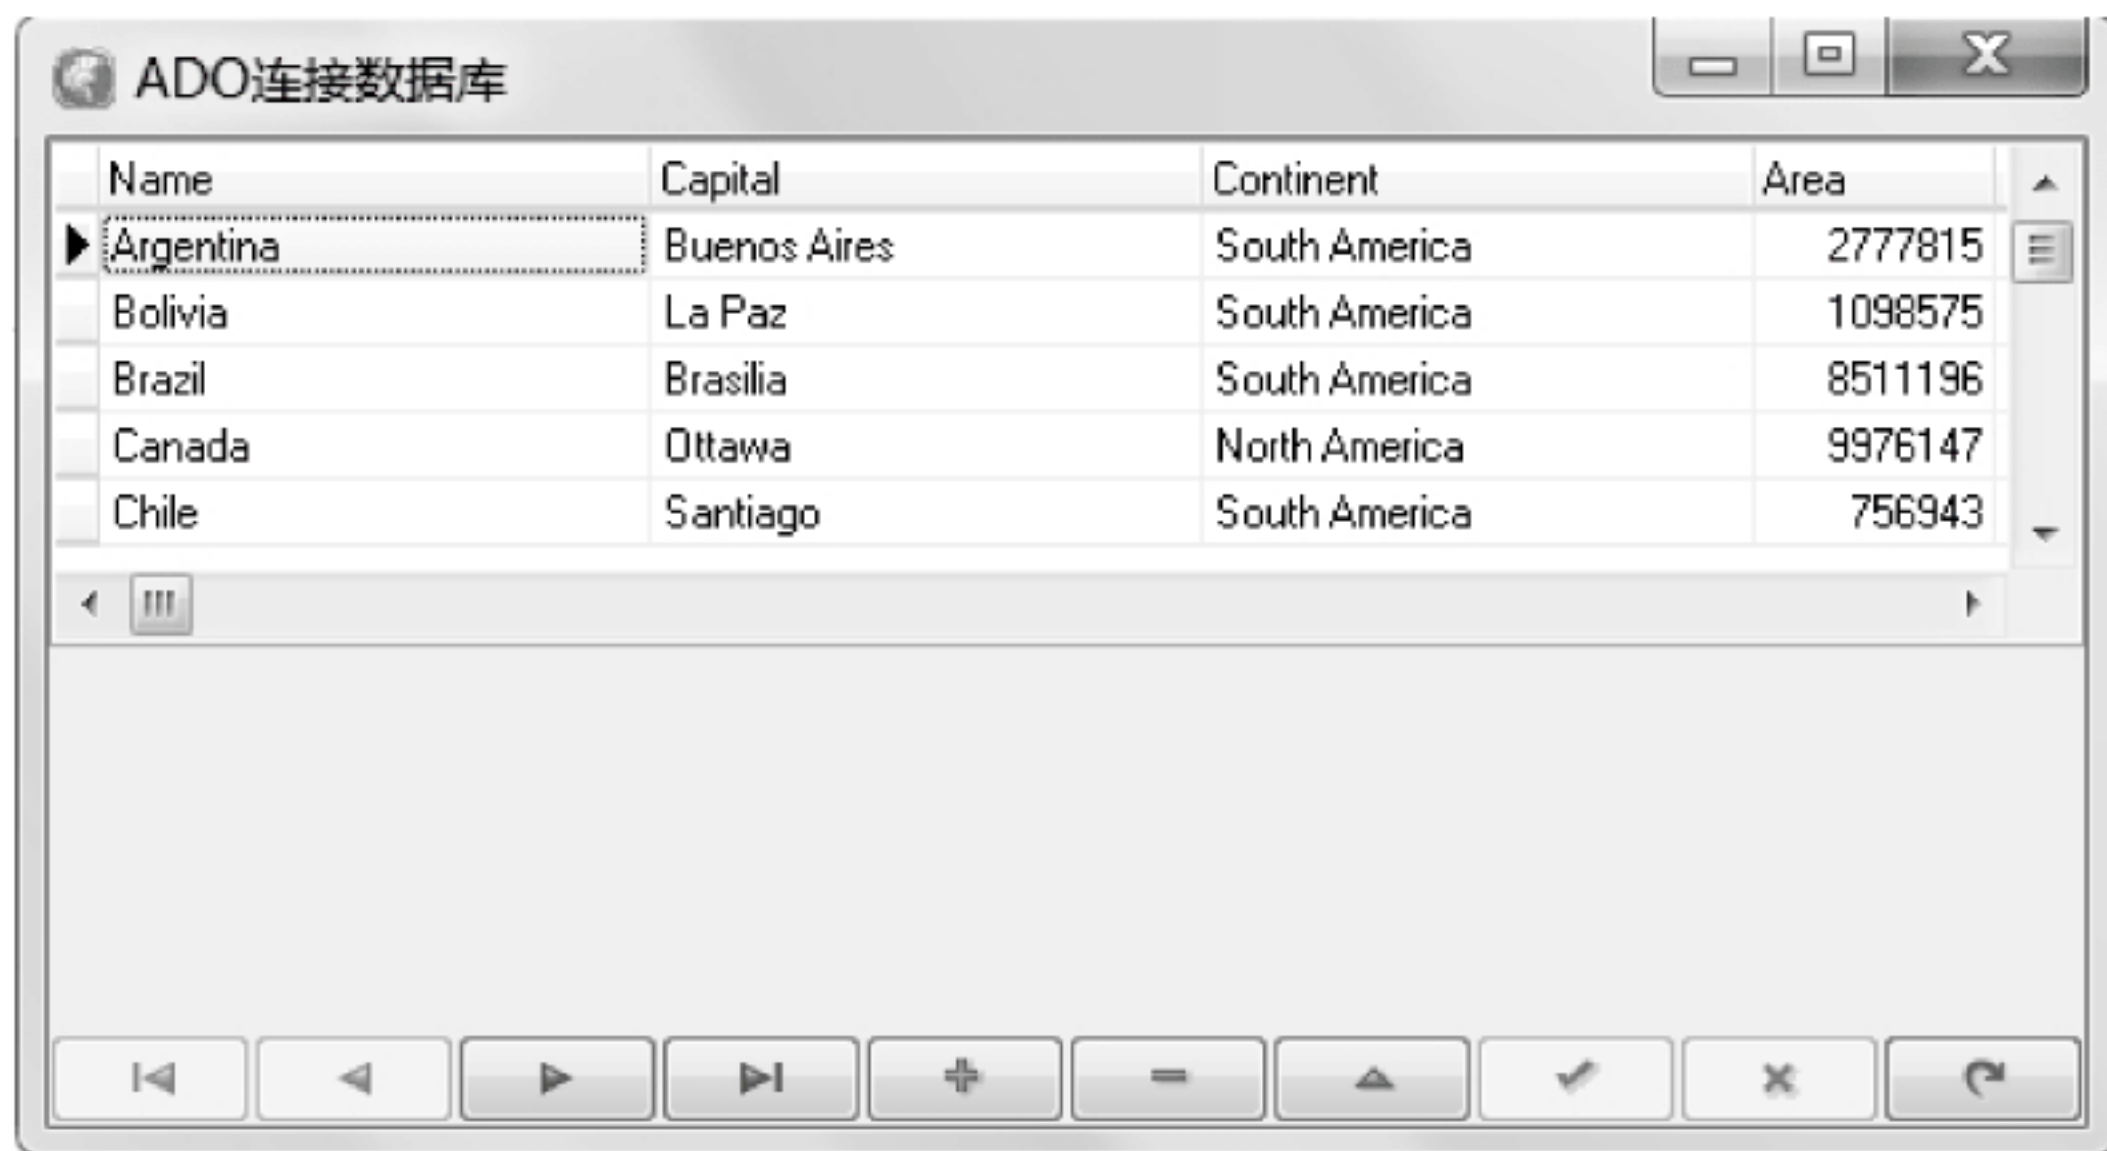 ADO连接数据库
Name Capital Continent Area
Argentina Buenos Aires South America 2777815
Bolivia La Paz South America 1098575
Brazil Brasilia South America 8511196
Canada Ottawa North America 9976147
Chile Santiago South America 756943